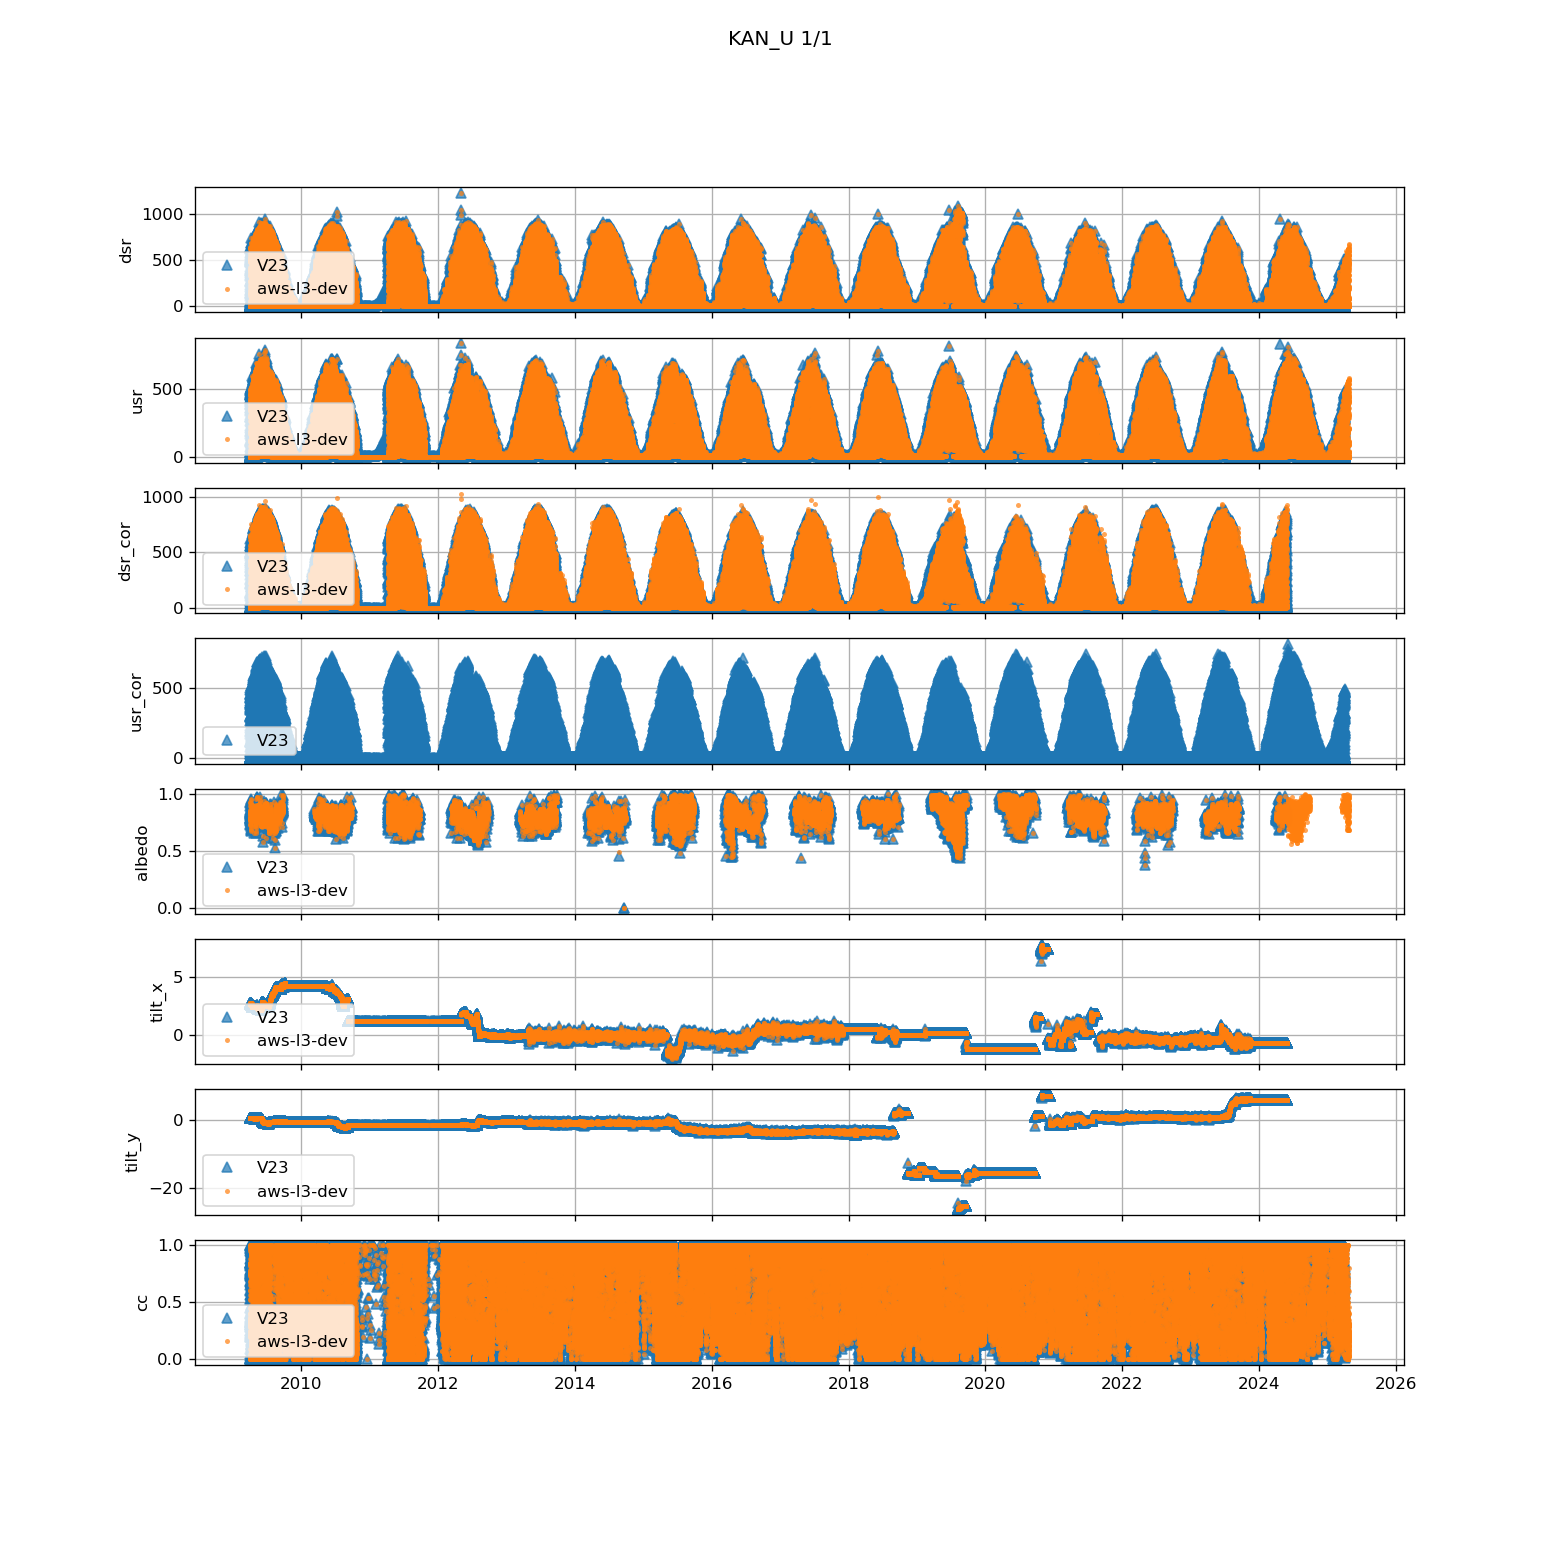 KAN_U 1/1
dsr
1000
500
0
V23
aws-l3-dev
usr
500
0
V23
aws-l3-dev
dsr_cor
1000
500
0
V23
aws-l3-dev
usr_cor
500
0
V23
albedo
1.0
0.5
0.0
V23
aws-l3-dev
tilt_x
5
0
V23
aws-l3-dev
tilt_y
0
−20
V23
aws-l3-dev
cc
1.0
0.5
0.0
V23
aws-l3-dev
2010 2012 2014 2016 2018 2020 2022 2024 2026